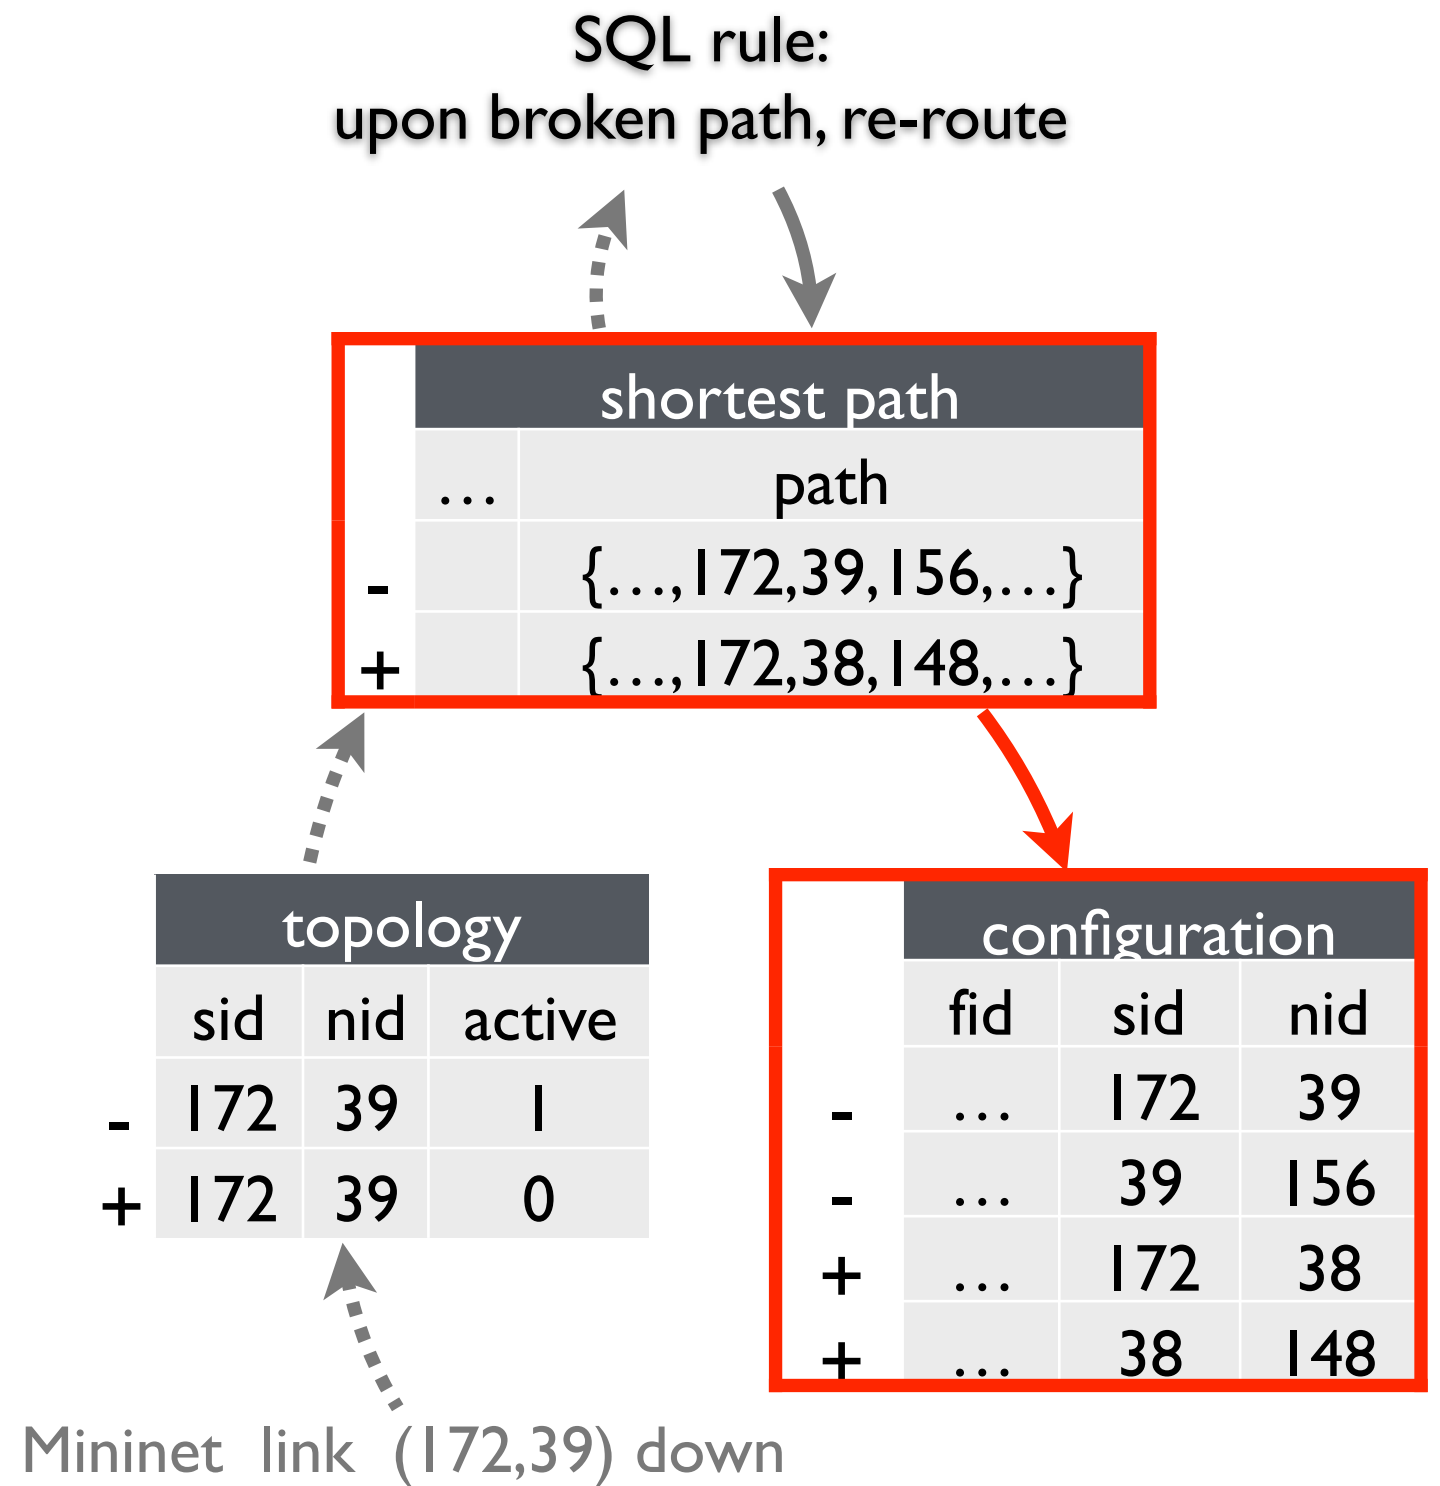 SQL rule:
upon broken path, re-route
shortest path
… path
- {…,172,39,156,…}
+ {…,172,38,148,…}
topology
sid nid active
- 172 39 1
+ 172 39 0
configuration
fid sid nid
- … 172 39
- … 39 156
+ … 172 38
+ … 38 148
Mininet link (172,39) down